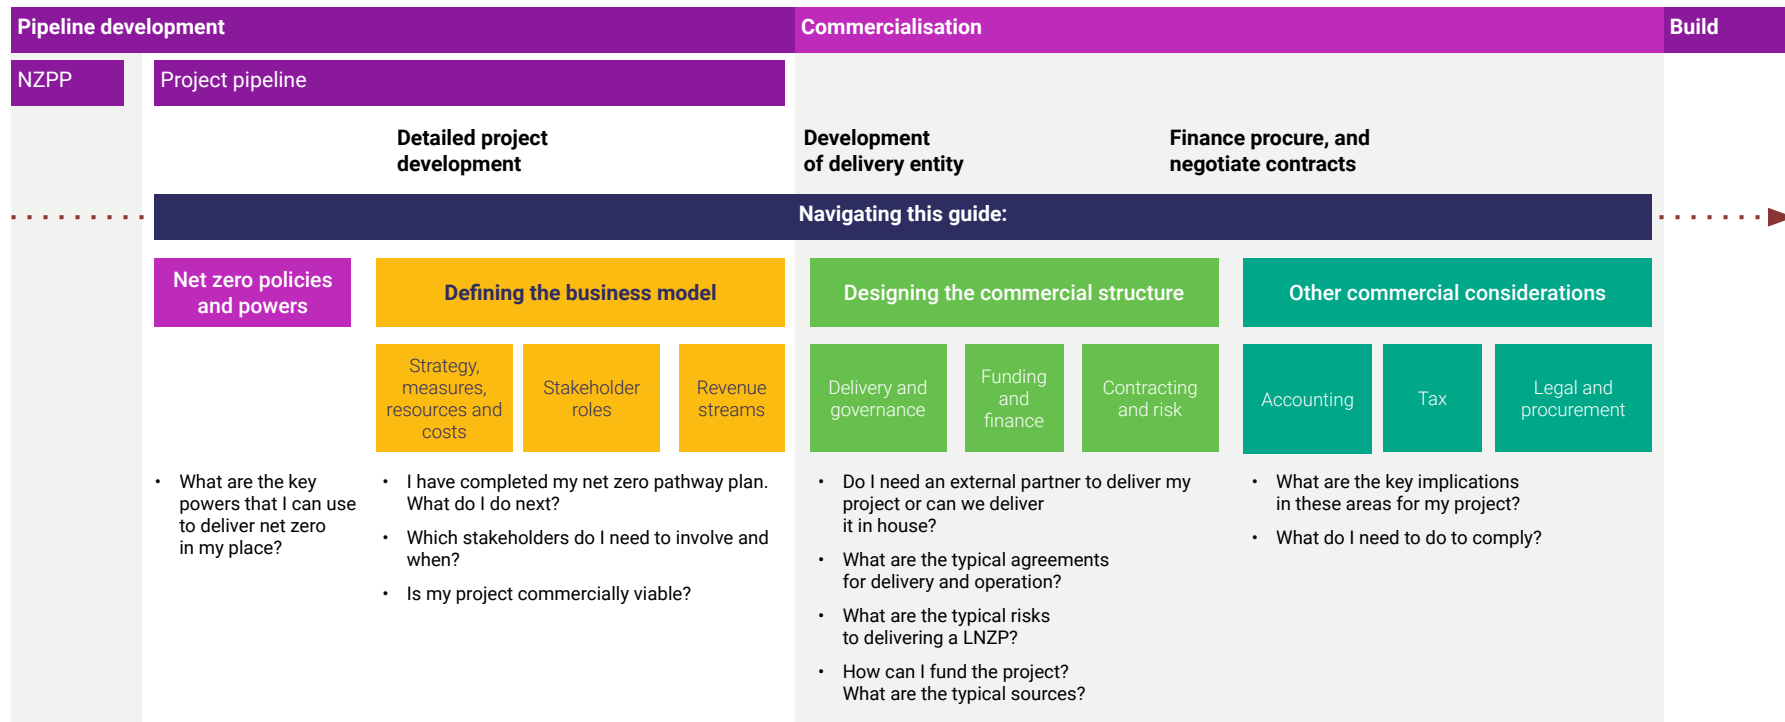 Pipeline development
Commercialisation
Build
NZPP
Project pipeline
Detailed project
development
Development
of delivery entity
Finance procure, and
negotiate contracts
Navigating this guide:
Net zero policies
and powers
Defining the business model
Designing the commercial structure
Other commercial considerations
Strategy,
measures,
resources and
costs
Stakeholder
roles
Revenue
streams
Delivery and
governance
Funding
and
finance
Contracting
and risk
Accounting
Tax
Legal and
procurement
• What are the key
powers that I can use
to deliver net zero
in my place?
• I have completed my net zero pathway plan.
What do I do next?
• Which stakeholders do I need to involve and
when?
• Is my project commercially viable?
• Do I need an external partner to deliver my
project or can we deliver
it in house?
• What are the typical agreements
for delivery and operation?
• What are the typical risks
to delivering a LNZP?
• How can I fund the project?
What are the typical sources?
• What are the key implications
in these areas for my project?
• What do I need to do to comply?